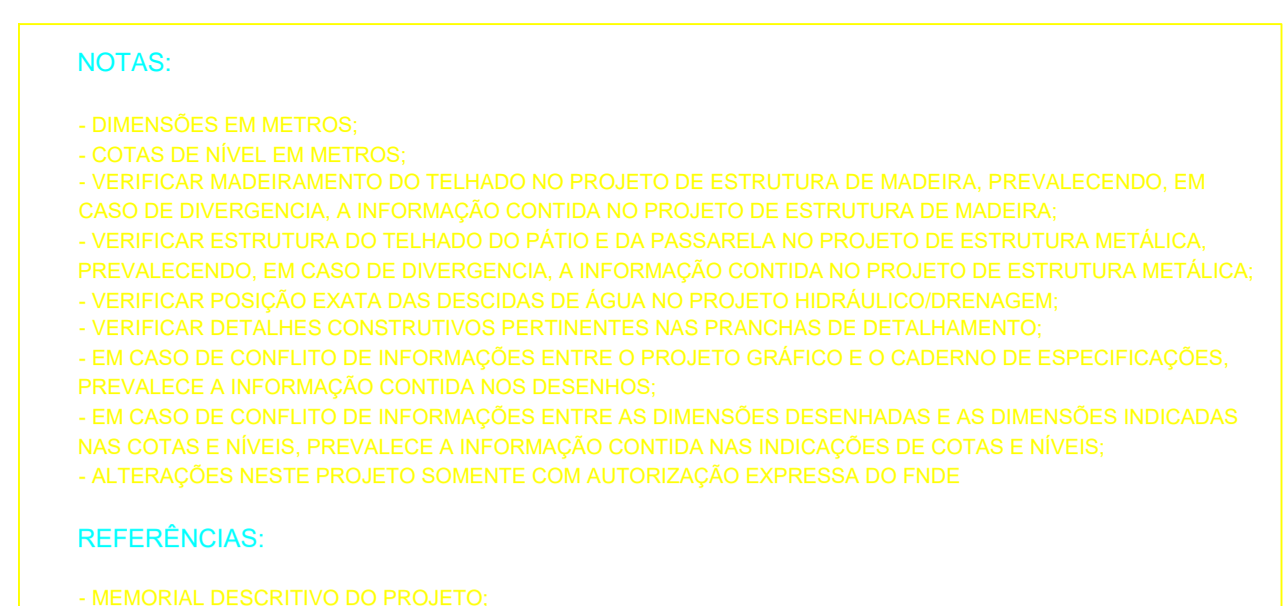 NOTAS:
- DIMENSÕES EM METROS;
- COTAS DE NÍVEL EM METROS;
- VERIFICAR MADEIRAMENTO DO TELHADO NO PROJETO DE ESTRUTURA DE MADEIRA, PREVALECENDO, EM
CASO DE DIVERGENCIA, A INFORMAÇÃO CONTIDA NO PROJETO DE ESTRUTURA DE MADEIRA;
- VERIFICAR ESTRUTURA DO TELHADO DO PÁTIO E DA PASSARELA NO PROJETO DE ESTRUTURA METÁLICA,
PREVALECENDO, EM CASO DE DIVERGENCIA, A INFORMAÇÃO CONTIDA NO PROJETO DE ESTRUTURA METÁLICA;
- VERIFICAR POSIÇÃO EXATA DAS DESCIDAS DE ÁGUA NO PROJETO HIDRÁULICO/DRENAGEM;
- VERIFICAR DETALHES CONSTRUTIVOS PERTINENTES NAS PRANCHAS DE DETALHAMENTO;
- EM CASO DE CONFLITO DE INFORMAÇÕES ENTRE O PROJETO GRÁFICO E O CADERNO DE ESPECIFICAÇÕES,
PREVALECE A INFORMAÇÃO CONTIDA NOS DESENHOS;
- EM CASO DE CONFLITO DE INFORMAÇÕES ENTRE AS DIMENSÕES DESENHADAS E AS DIMENSÕES INDICADAS
NAS COTAS E NÍVEIS, PREVALECE A INFORMAÇÃO CONTIDA NAS INDICAÇÕES DE COTAS E NÍVEIS;
- ALTERAÇÕES NESTE PROJETO SOMENTE COM AUTORIZAÇÃO EXPRESSA DO FNDE
REFERÊNCIAS:
- MEMORIAL DESCRITIVO DO PROJETO;